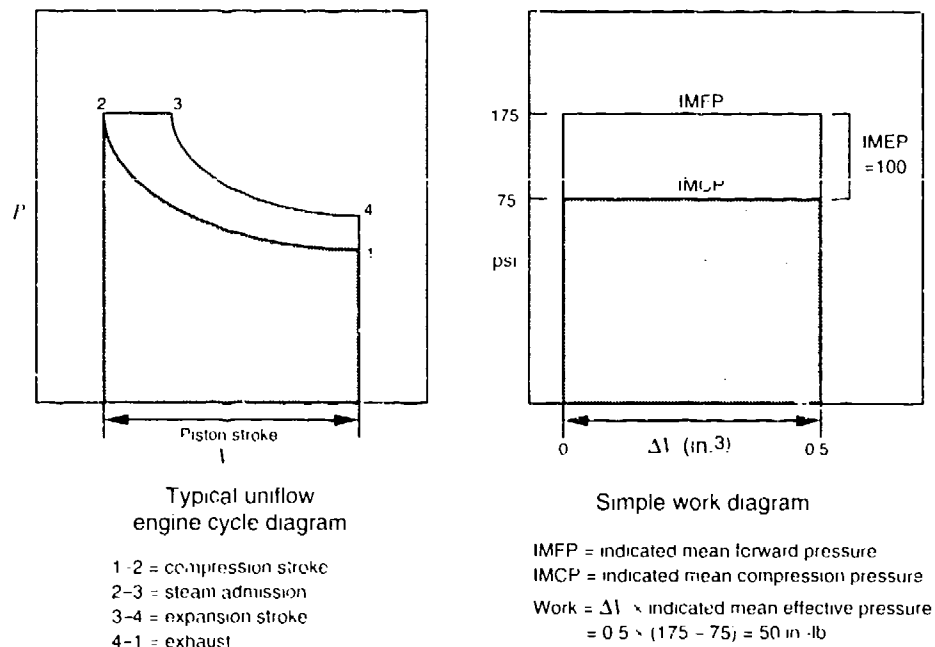 2
3
4
1
P
Piston stroke
Typical uniflow
engine cycle diagram
1-2 = compression stroke
2-3 = steam admission
3-4 = expansion stroke
4-1 = exhaust
IMFP
175
IMEP
=100
IMCP
75
psi
0
(in.3)
0 5
Simple work diagram
IMFP = indicated mean forward pressure
IMCP = indicated mean compression pressure
Work = × indicated mean effective pressure
= 0 5 × (175 - 75) = 50 in -lb